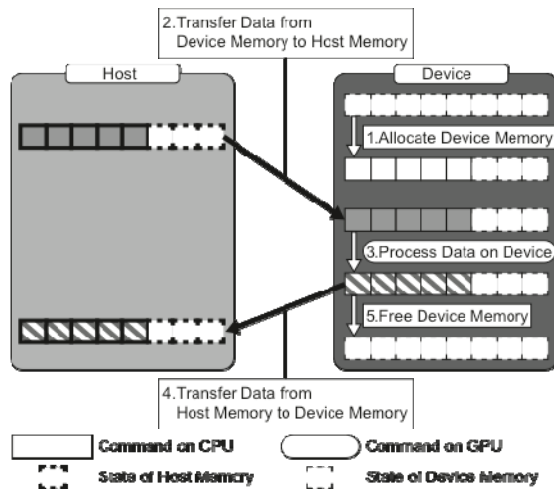 2.Transfer Data from
Device Memory to Host Memory
Host
Device
1.Allocate Device Memory
3.Process Data on Device
5.Free Device Memory
4.Transfer Data from
Host Memory to Device Memory
Command on CPU
Command on GPU
State of Host Memory
State of Device Memory